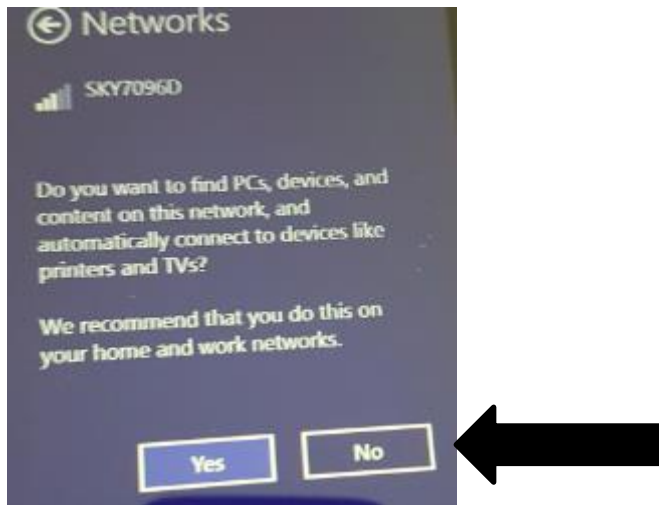 Networks
SKY7096D
Do you want to find PCs, devices, and
content on this network, and
automatically connect to devices like
printers and TVs?
We recommend that you do this on
your home and work networks.
Yes No